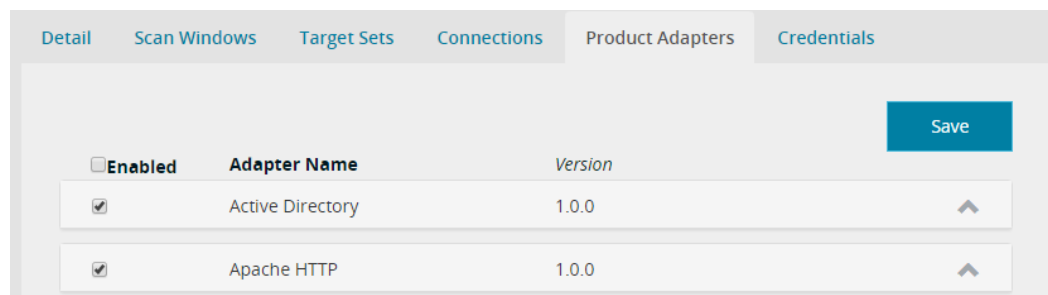 Detail Scan Windows Target Sets Connections Product Adapters Credentials
Save
Enabled Adapter Name Version
Active Directory 1.0.0
Apache HTTP 1.0.0